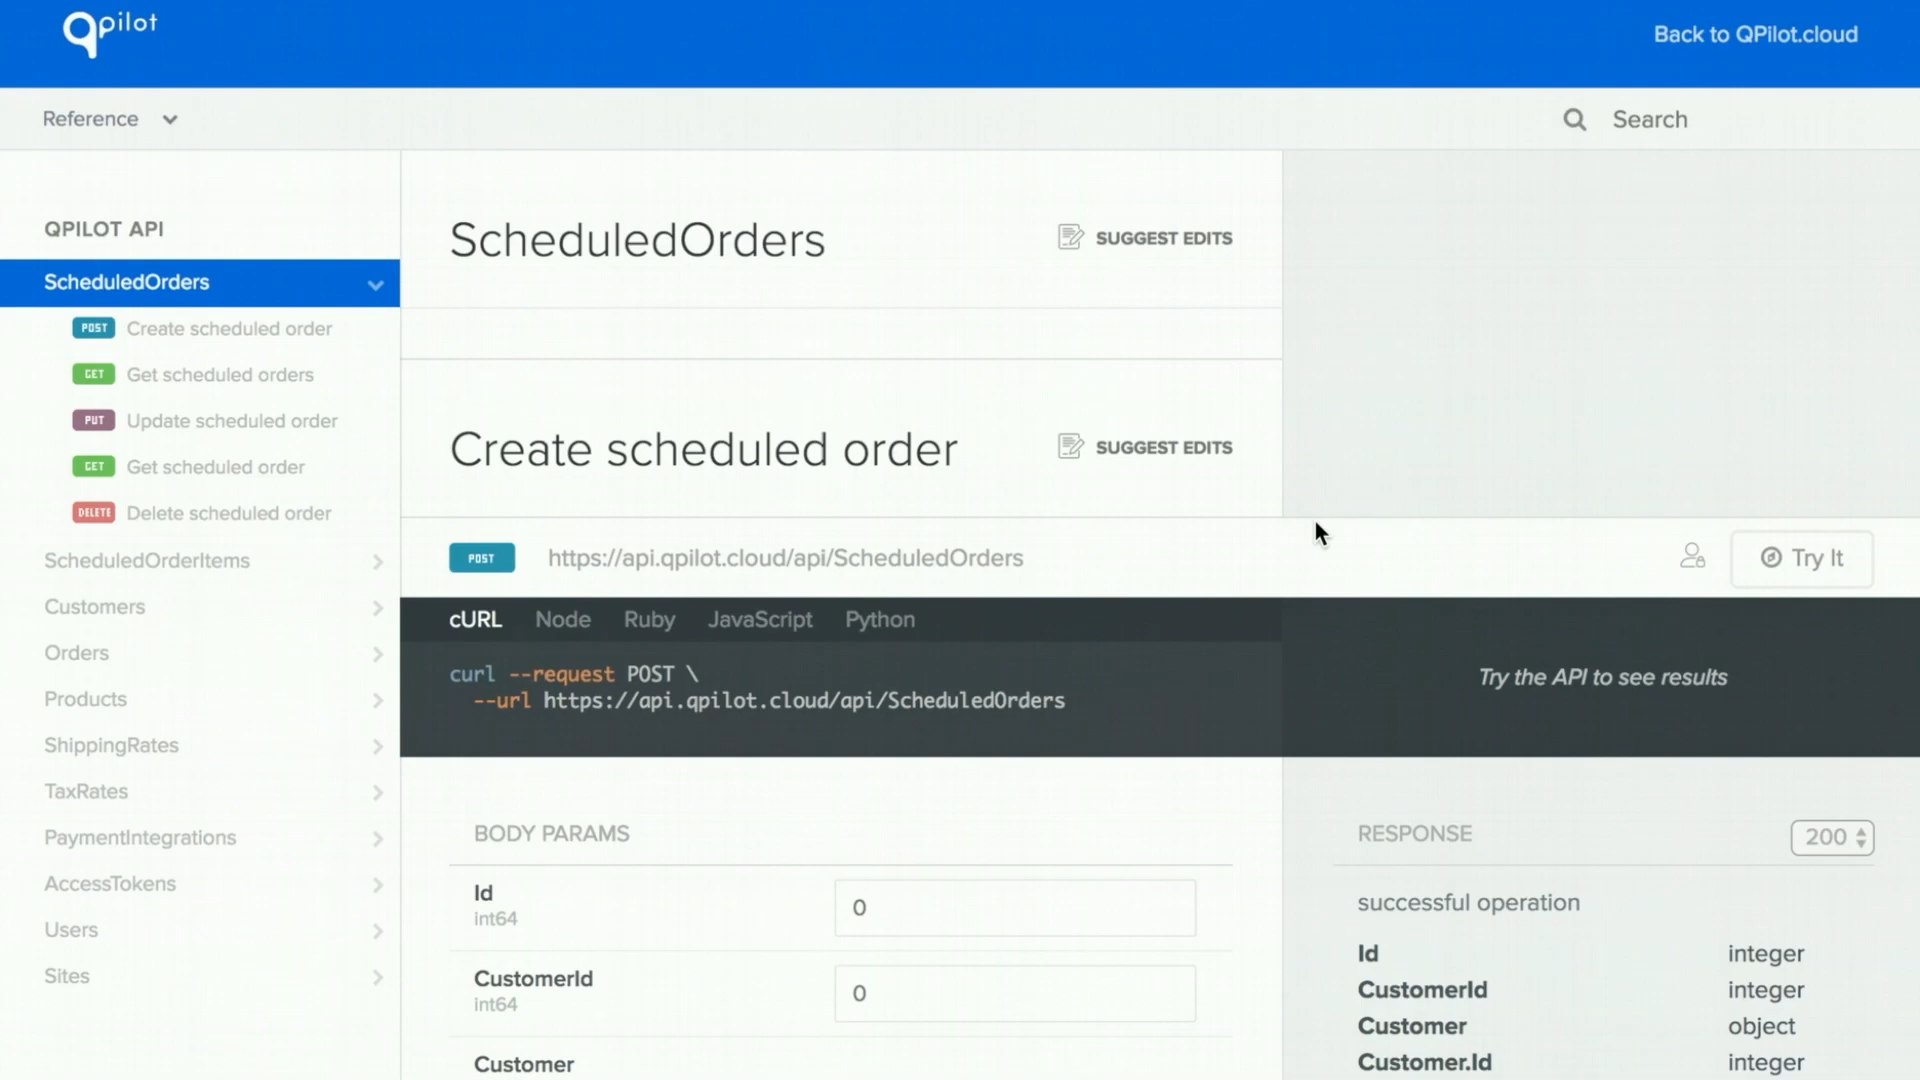 Qpilot
Back to QPilot.cloud
Reference
Search
QPILOT API
ScheduledOrders
POST Create scheduled order
GET Get scheduled orders
PUT Update scheduled order
GET Get scheduled order
DELETE Delete scheduled order
ScheduledOrderItems
Customers
Orders
Products
ShippingRates
TaxRates
PaymentIntegrations
AccessTokens
Users
Sites
ScheduledOrders
SUGGEST EDITS
Create scheduled order
SUGGEST EDITS
POST https://api.qpilot.cloud/api/ScheduledOrders
Try It
cURL Node Ruby JavaScript Python
curl --request POST \
--url https://api.qpilot.cloud/api/ScheduledOrders
Try the API to see results
BODY PARAMS
Id
int64
0
CustomerId
int64
0
Customer
RESPONSE
200
successful operation
Id integer
CustomerId integer
Customer object
Customer.Id integer